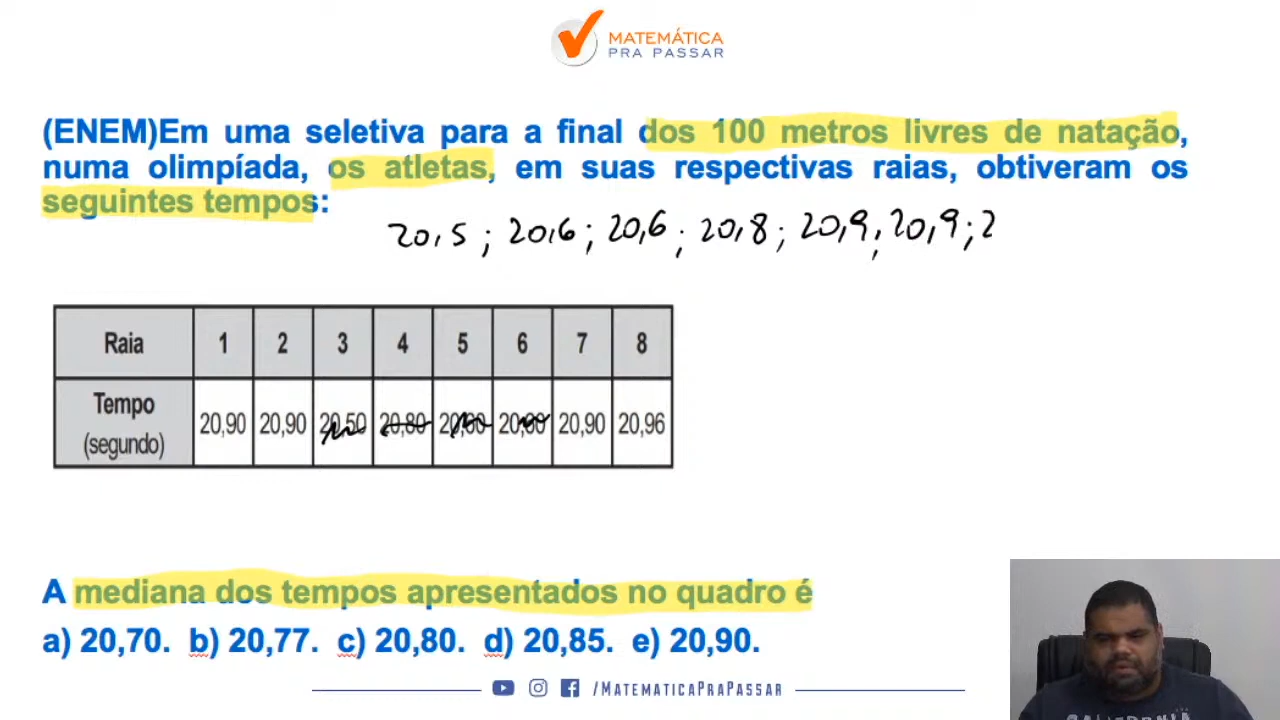 MATEMÁTICA
PRA PASSAR
(ENEM)Em uma seletiva para a final dos 100 metros livres de natação,
numa olimpíada, os atletas, em suas respectivas raias, obtiveram os
seguintes tempos:
20,5 ; 20,6 ; 20,6 ; 20,8 ; 20,9 ; 20,9 ; 2
Raia 1 2 3 4 5 6 7 8
Tempo 20,90 20,90 20,50 20,80 20,60 20,60 20,90 20,96
(segundo)
A mediana dos tempos apresentados no quadro é
a) 20,70. b) 20,77. c) 20,80. d) 20,85. e) 20,90.
/MATEMATICAPRAPASSAR
CALIFORNIA